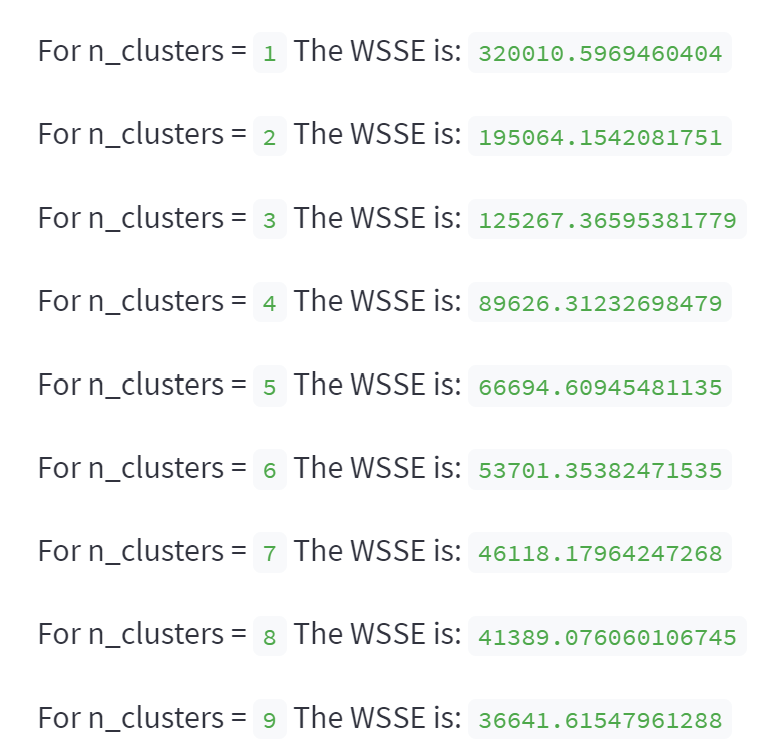 For n_clusters = 1 The WSSE is: 320010.5969460404
For n_clusters = 2 The WSSE is: 195064.1542081751
For n_clusters = 3 The WSSE is: 125267.36595381779
For n_clusters = 4 The WSSE is: 89626.31232698479
For n_clusters = 5 The WSSE is: 66694.60945481135
For n_clusters = 6 The WSSE is: 53701.35382471535
For n_clusters = 7 The WSSE is: 46118.17964247268
For n_clusters = 8 The WSSE is: 41389.076060106745
For n_clusters = 9 The WSSE is: 36641.61547961288